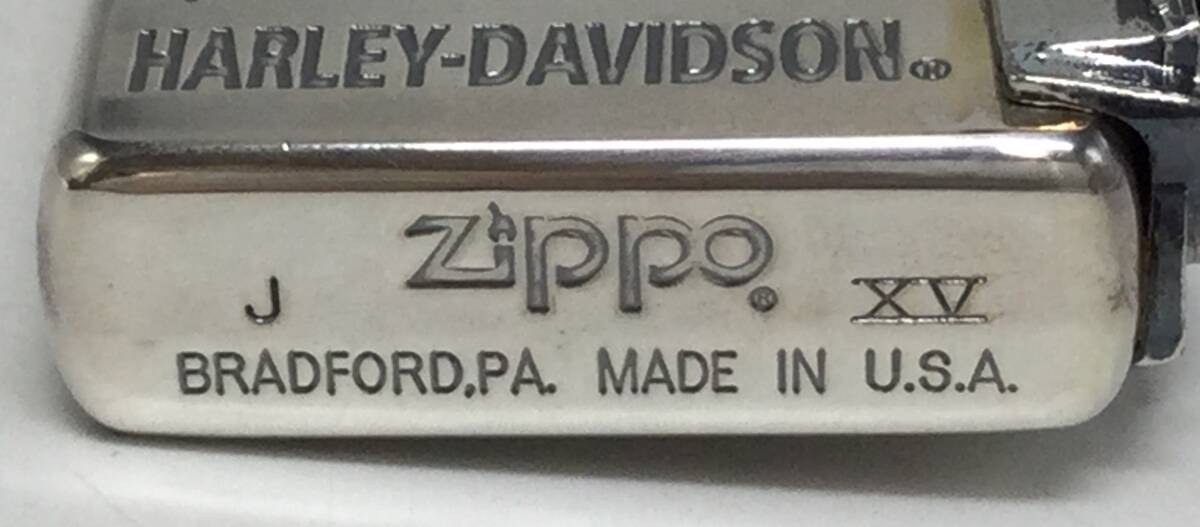 HARLEY-DAVIDSON®
Zippo®
J XV
BRADFORD,PA. MADE IN U.S.A.